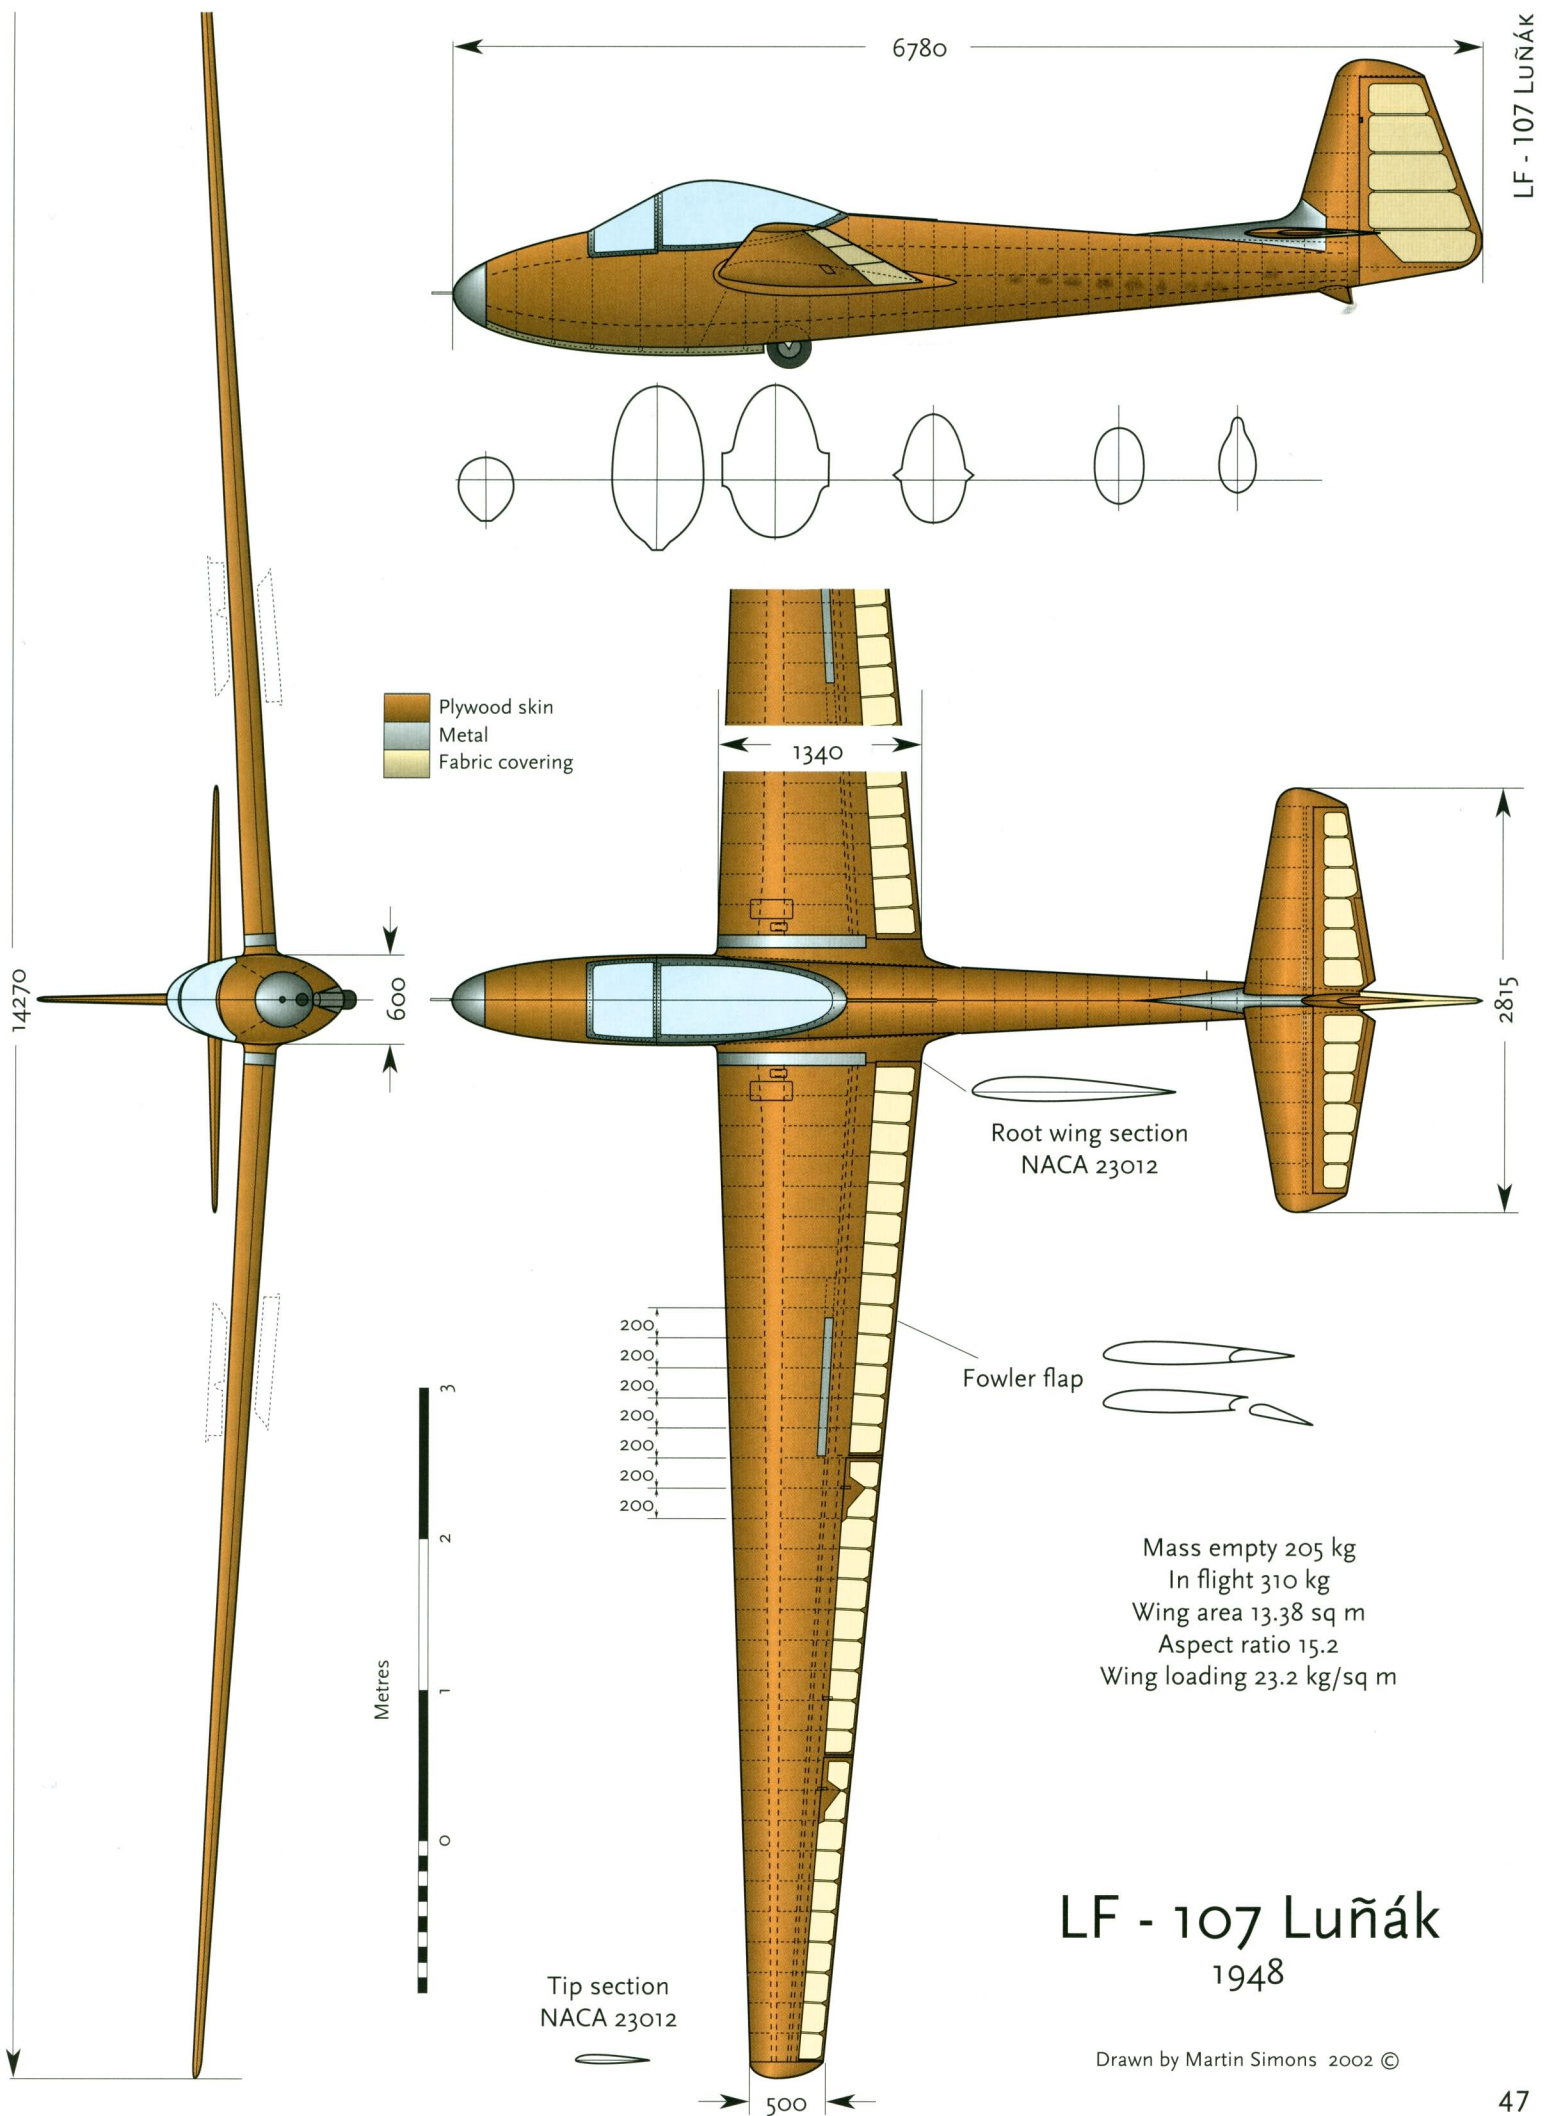 6780
LF - 107 LUÑÁK
Plywood skin
Metal
Fabric covering
1340
14270
600
2815
Root wing section
NACA 23012
200
200
200
200
200
200
200
Fowler flap
3
2
1
0
Metres
Mass empty 205 kg
In flight 310 kg
Wing area 13.38 sq m
Aspect ratio 15.2
Wing loading 23.2 kg/sq m
LF - 107 Luñák
1948
Tip section
NACA 23012
500
Drawn by Martin Simons 2002 ©
47